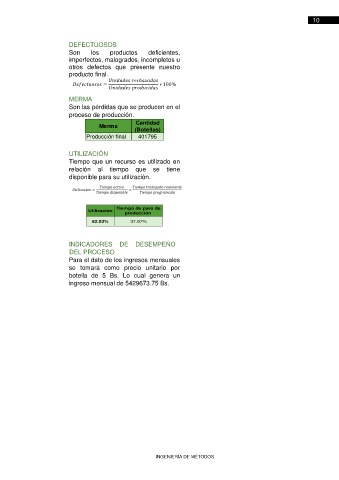 10
DEFECTUOSOS
Son los productos deficientes,
imperfectos, malogrados, incompletos u
otros defectos que presente nuestro
producto final.
Defectuosos = Unidades rechazadas / Unidades producidas ∗ 100%
MERMA
Son las pérdidas que se producen en el
proceso de producción.
Merma Cantidad (Botellas)
Producción final 401795
UTILIZACIÓN
Tiempo que un recurso es utilizado en
relación al tiempo que se tiene
disponible para su utilización.
Utilización = Tiempo activo / Tiempo disponible = Tiempo trabajado realmente / Tiempo programado
Utilización Tiempo de paro de producción
62.03% 37.97%
INDICADORES DE DESEMPEÑO
DEL PROCESO
Para el dato de los ingresos mensuales
se tomará como precio unitario por
botella de 5 Bs. Lo cual genera un
ingreso mensual de 5429673.75 Bs.
INGENIERÍA DE MÉTODOS